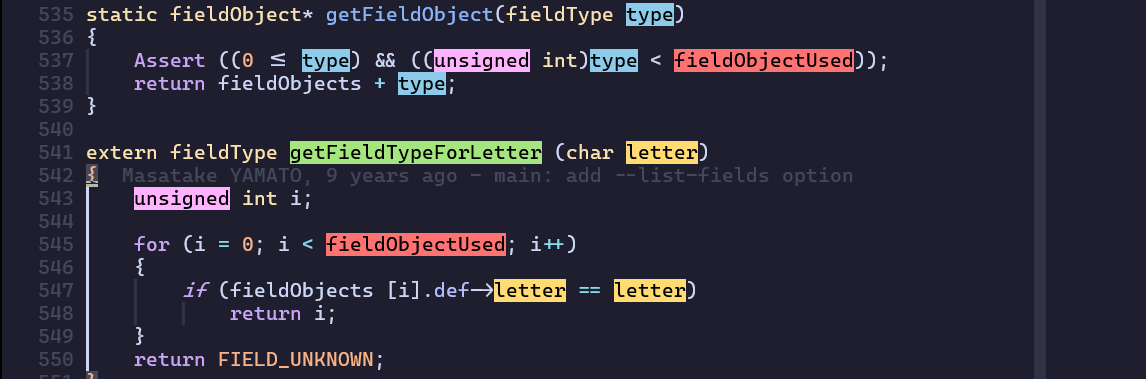 535 static fieldObject* getFieldObject(fieldType type)
536 {
537     Assert ((0 <= type) && ((unsigned int)type < fieldObjectUsed));
538     return fieldObjects + type;
539 }
540
541 extern fieldType getFieldTypeForLetter (char letter)
542 {  Masatake YAMATO, 9 years ago - main: add --list-fields option
543     unsigned int i;
544
545     for (i = 0; i < fieldObjectUsed; i++)
546     {
547         if (fieldObjects [i].def->letter == letter)
548             return i;
549     }
550     return FIELD_UNKNOWN;
551 }